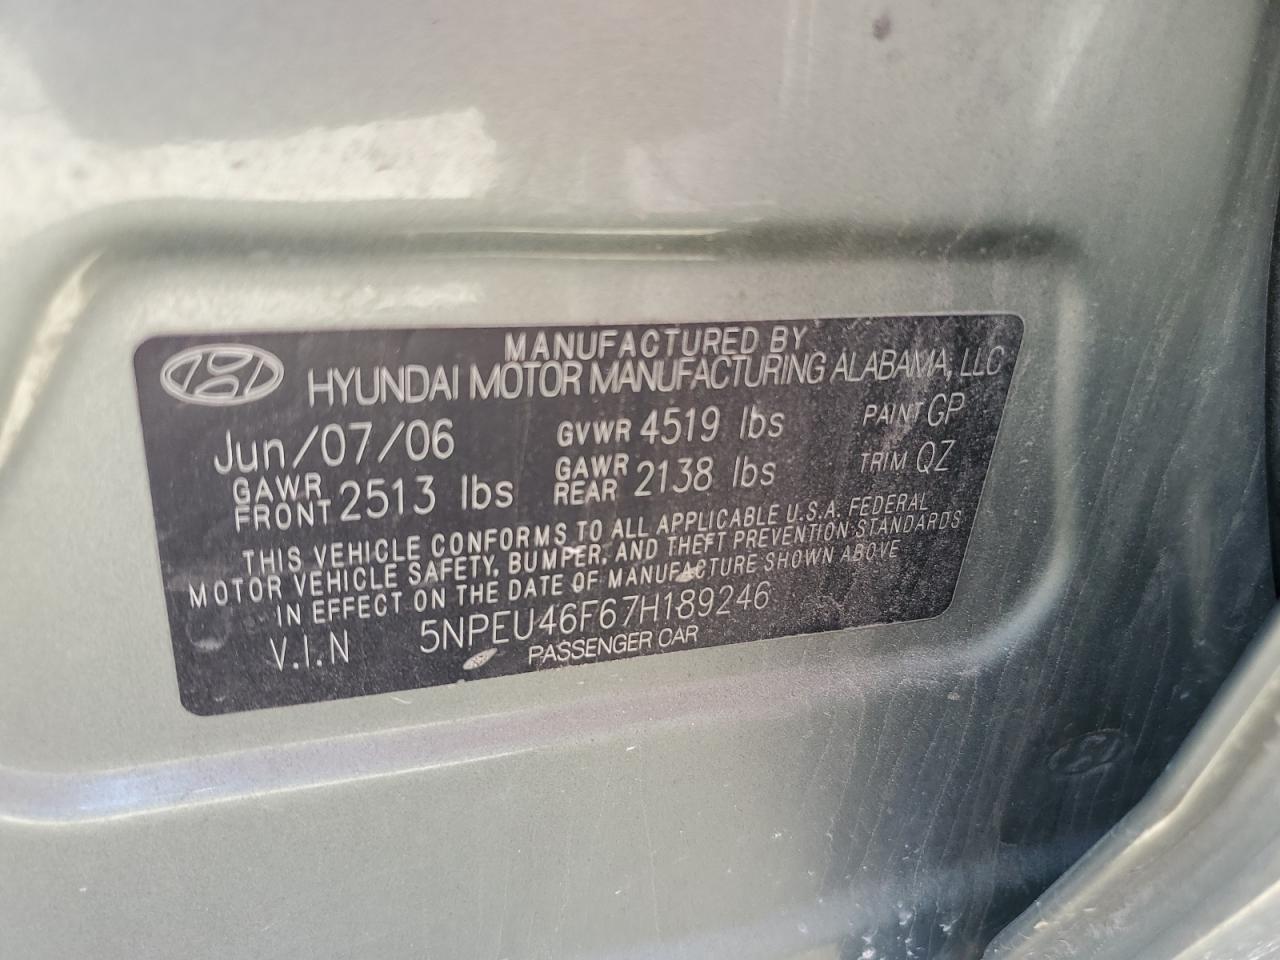 MANUFACTURED BY
HYUNDAI MOTOR MANUFACTURING ALABAMA, LLC
Jun/07/06 GVWR 4519 lbs PAINT GP
GAWR FRONT 2513 lbs GAWR REAR 2138 lbs TRIM QZ
THIS VEHICLE CONFORMS TO ALL APPLICABLE U.S.A. FEDERAL
MOTOR VEHICLE SAFETY, BUMPER, AND THEFT PREVENTION STANDARDS
IN EFFECT ON THE DATE OF MANUFACTURE SHOWN ABOVE
V.I.N 5NPEU46F67H189246
PASSENGER CAR